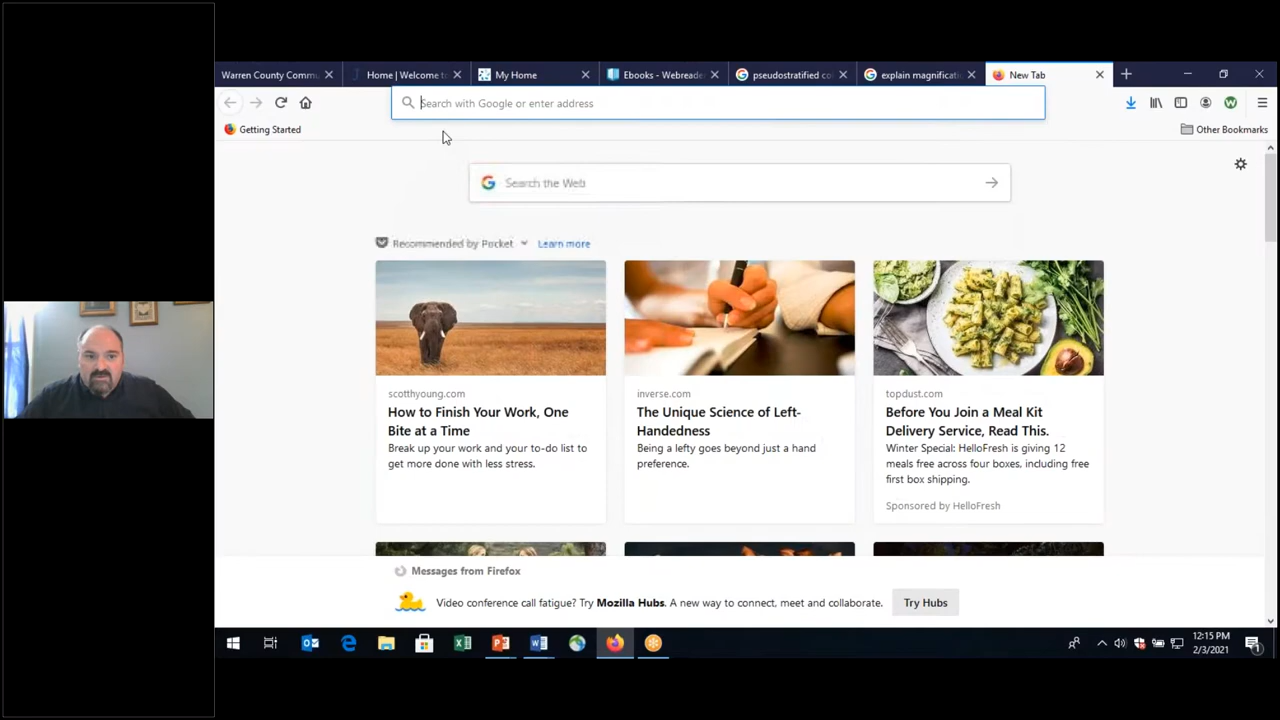 Warren County Commu
Home | Welcome to
My Home
Ebooks - Webreade
pseudostratified co
explain magnificati
New Tab
Search with Google or enter address
Getting Started
Other Bookmarks
Search the Web
Recommended by Pocket
Learn more
scotthyoung.com
How to Finish Your Work, One
Bite at a Time
Break up your work and your to-do list to
get more done with less stress.
inverse.com
The Unique Science of Left-
Handedness
Being a lefty goes beyond just a hand
preference.
topdust.com
Before You Join a Meal Kit
Delivery Service, Read This.
Winter Special: HelloFresh is giving 12
meals free across four boxes, including free
first box shipping.
Sponsored by HelloFresh
Messages from Firefox
Video conference call fatigue? Try Mozilla Hubs. A new way to connect, meet and collaborate.
Try Hubs
12:15 PM
2/3/2021